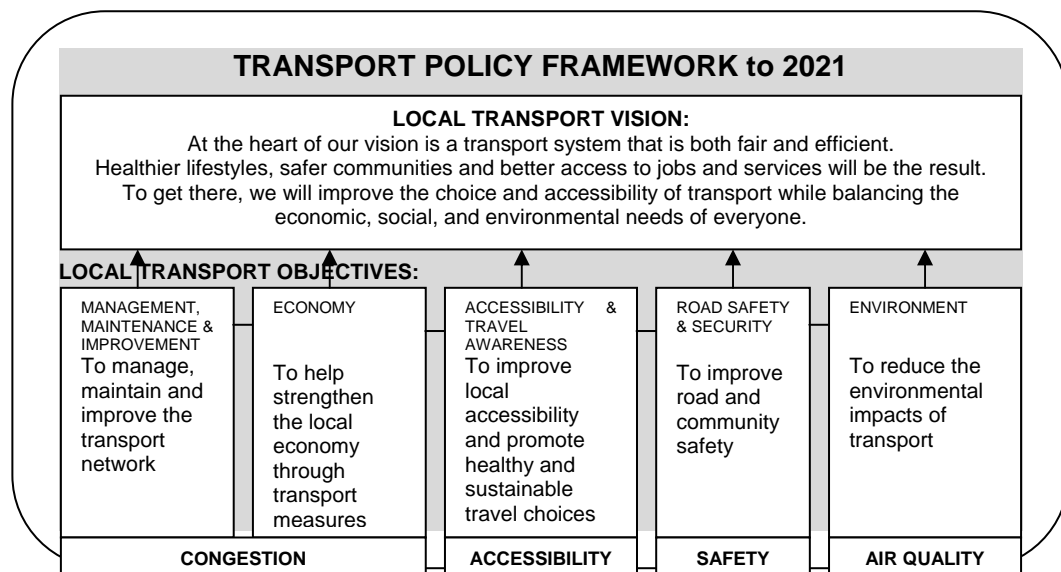 TRANSPORT POLICY FRAMEWORK to 2021
LOCAL TRANSPORT VISION:
At the heart of our vision is a transport system that is both fair and efficient.
Healthier lifestyles, safer communities and better access to jobs and services will be the result.
To get there, we will improve the choice and accessibility of transport while balancing the
economic, social, and environmental needs of everyone.
LOCAL TRANSPORT OBJECTIVES:
MANAGEMENT,
MAINTENANCE &
IMPROVEMENT
To manage,
maintain and
improve the
transport
network
ECONOMY
To help
strengthen
the local
economy
through
transport
measures
ACCESSIBILITY &
TRAVEL
AWARENESS
To improve
local
accessibility
and promote
healthy and
sustainable
travel choices
ROAD SAFETY
& SECURITY
To improve
road and
community
safety
ENVIRONMENT
To reduce the
environmental
impacts of
transport
CONGESTION
ACCESSIBILITY
SAFETY
AIR QUALITY